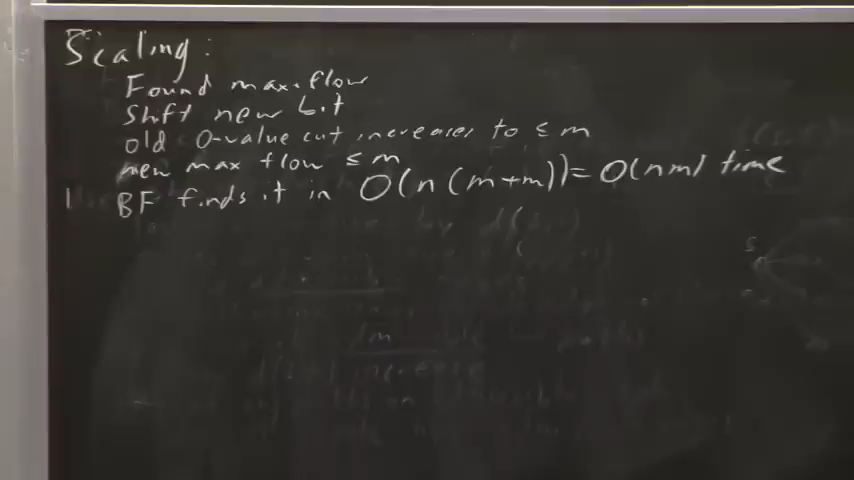 Scaling:
Found max-flow
Shift new bit
old 0-value cut increases to ≤ m
new max flow ≤ m
BF finds it in O(n(m+m)) = O(nm) time